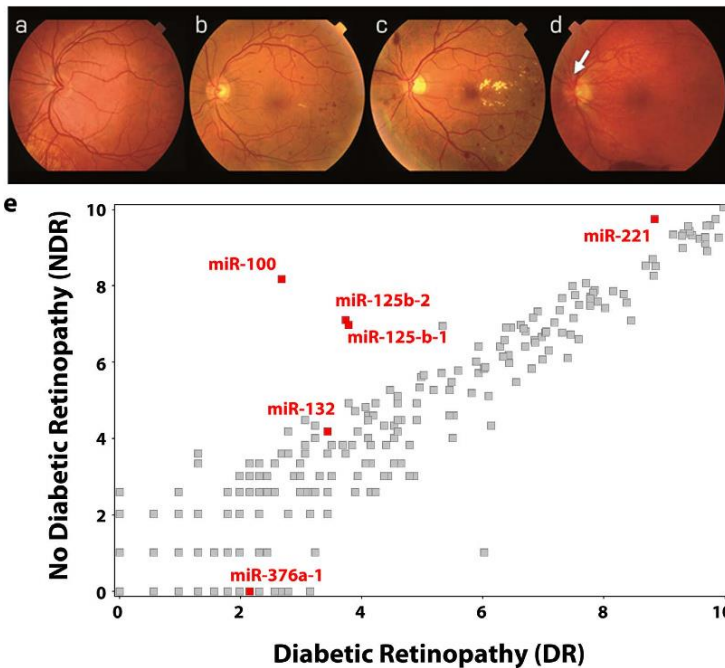 a
b
c
d
e
No Diabetic Retinopathy (NDR)
10
8
6
4
2
0
miR-221
miR-100
miR-125b-2
miR-125-b-1
miR-132
miR-376a-1
0
2
4
6
8
10
Diabetic Retinopathy (DR)